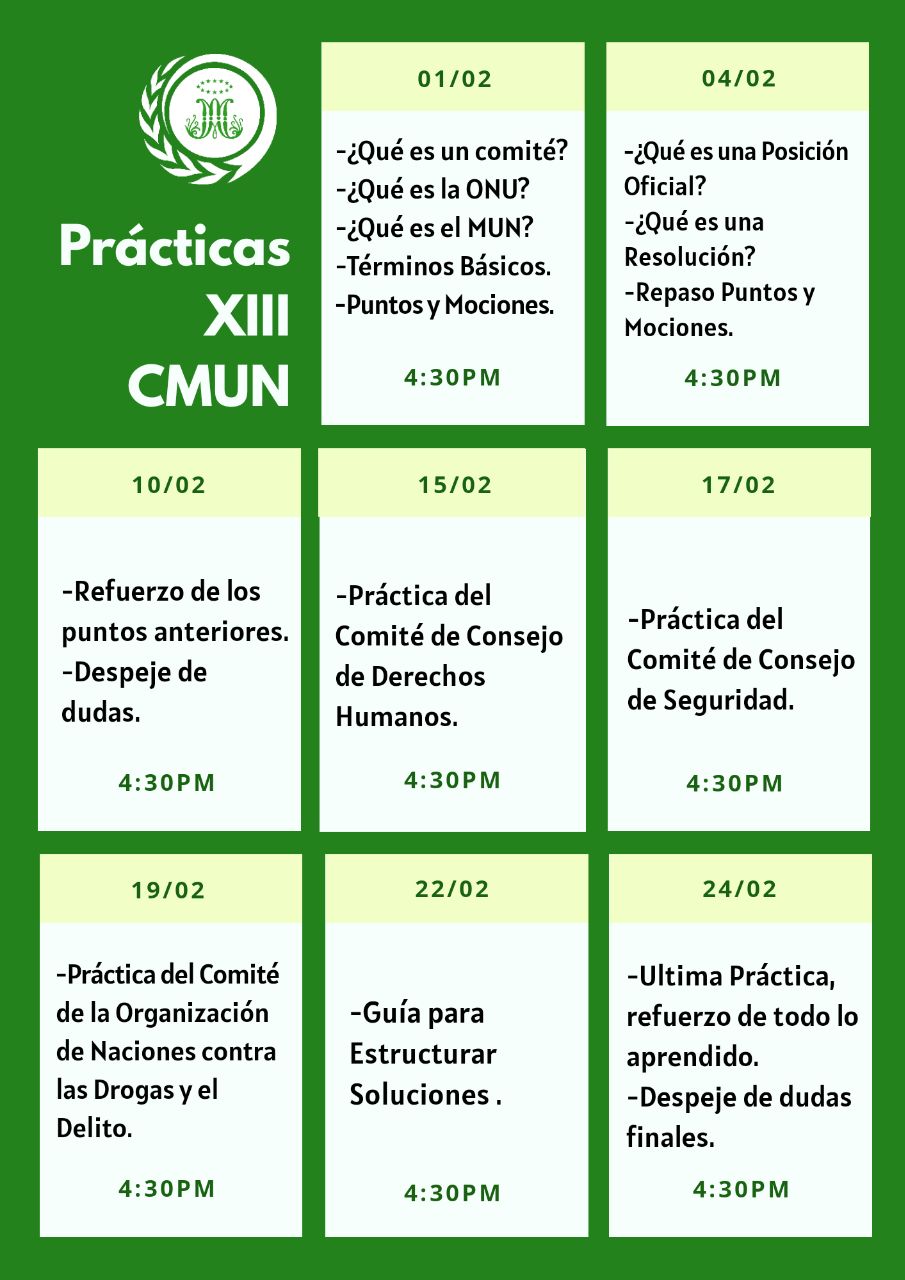 Prácticas
XIII
CMUN
01/02
-¿Qué es un comité?
-¿Qué es la ONU?
-¿Qué es el MUN?
-Términos Básicos.
-Puntos y Mociones.
4:30PM
04/02
-¿Qué es una Posición
Oficial?
-¿Qué es una
Resolución?
-Repaso Puntos y
Mociones.
4:30PM
10/02
-Refuerzo de los
puntos anteriores.
-Despeje de
dudas.
4:30PM
15/02
-Práctica del
Comité de Consejo
de Derechos
Humanos.
4:30PM
17/02
-Práctica del
Comité de Consejo
de Seguridad.
4:30PM
19/02
-Práctica del Comité
de la Organización
de Naciones contra
las Drogas y el
Delito.
4:30PM
22/02
-Guía para
Estructurar
Soluciones .
4:30PM
24/02
-Ultima Práctica,
refuerzo de todo lo
aprendido.
-Despeje de dudas
finales.
4:30PM